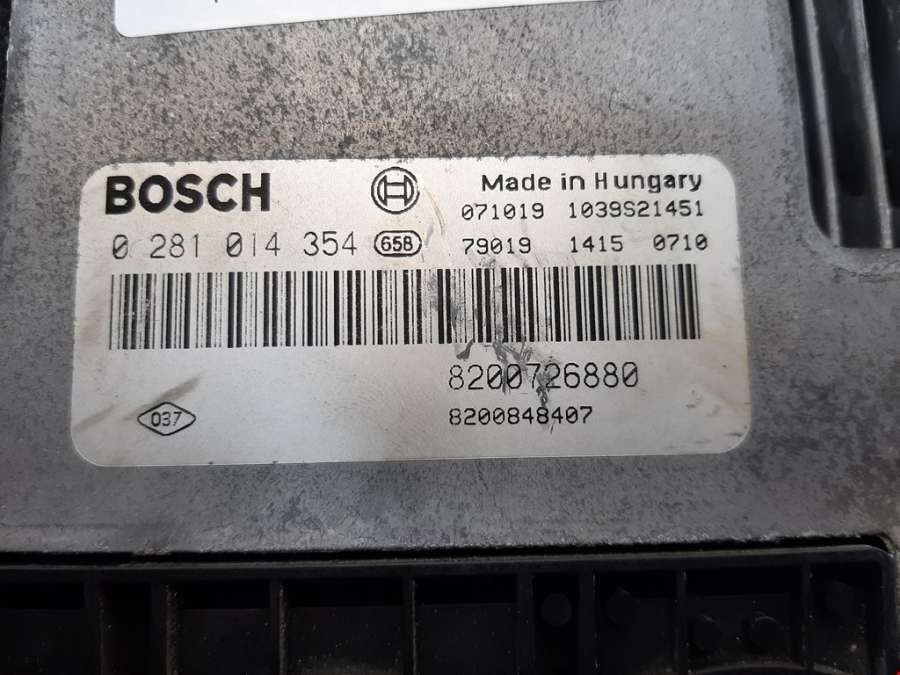 BOSCH
Made in Hungary
071019 1039S21451
0 281 014 354 658
79019 1415 0710
8200726880
037
8200848407